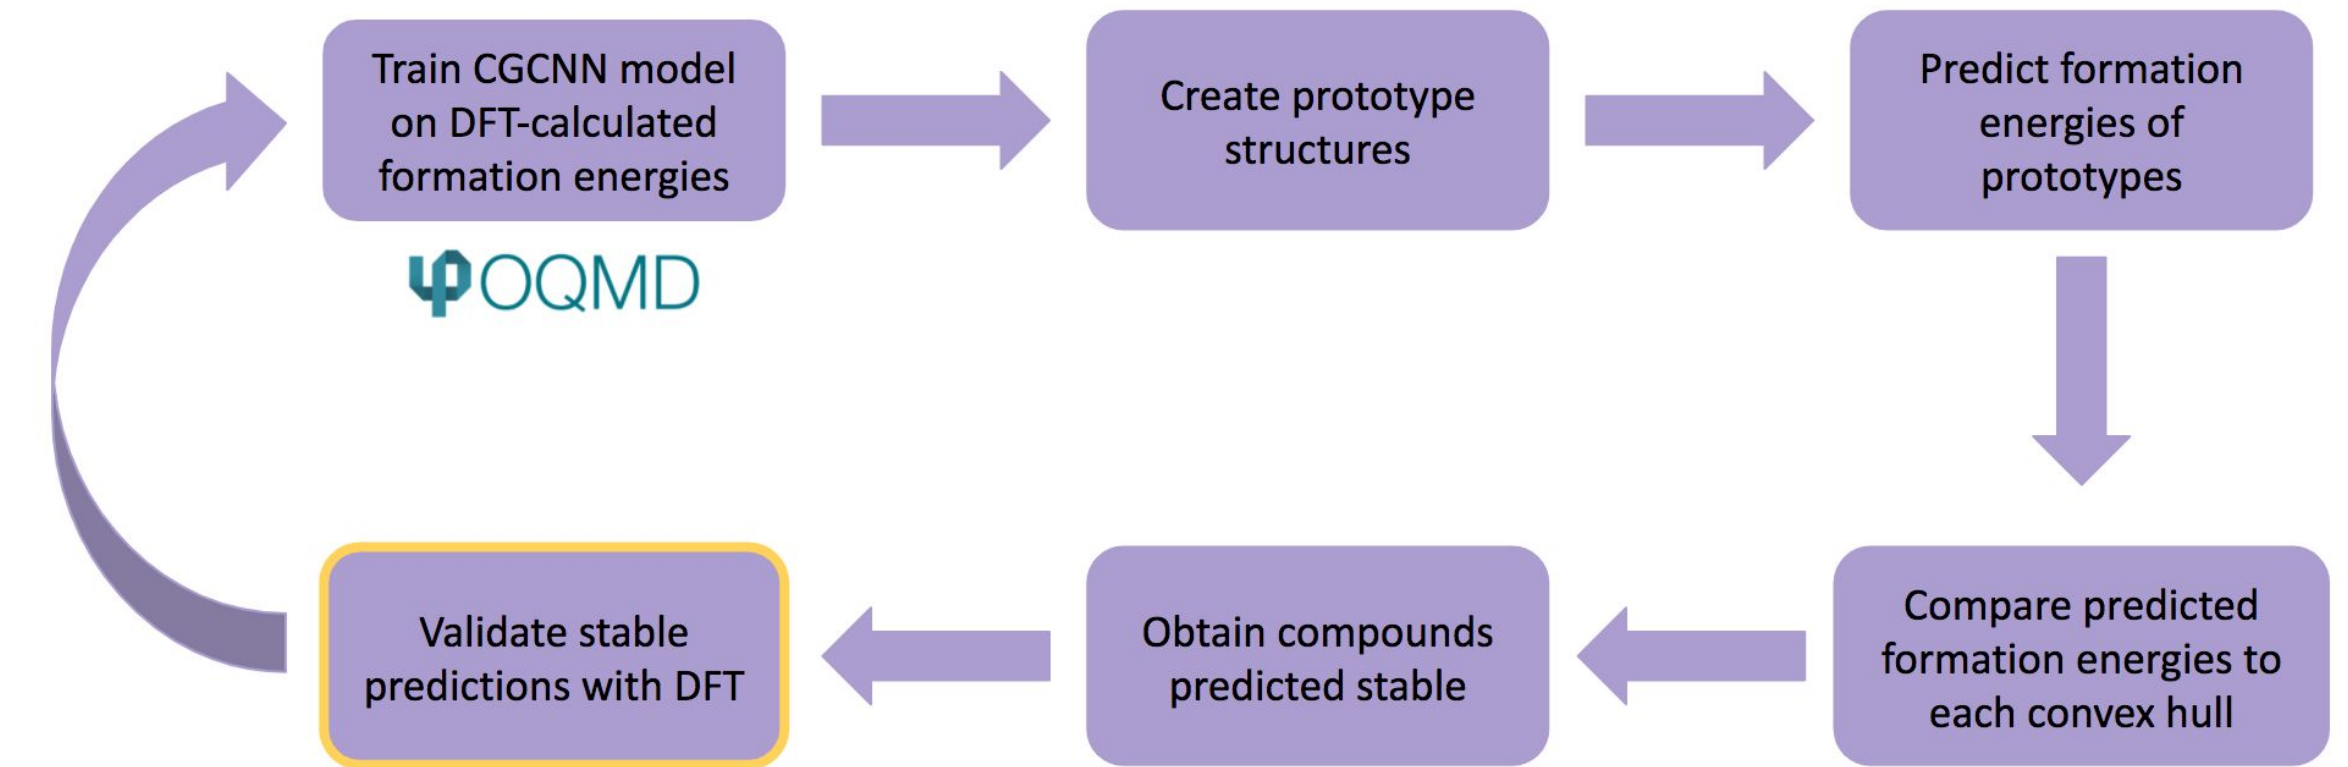 Train CGCNN model
on DFT-calculated
formation energies
OQMD
Create prototype
structures
Predict formation
energies of
prototypes
Compare predicted
formation energies to
each convex hull
Obtain compounds
predicted stable
Validate stable
predictions with DFT